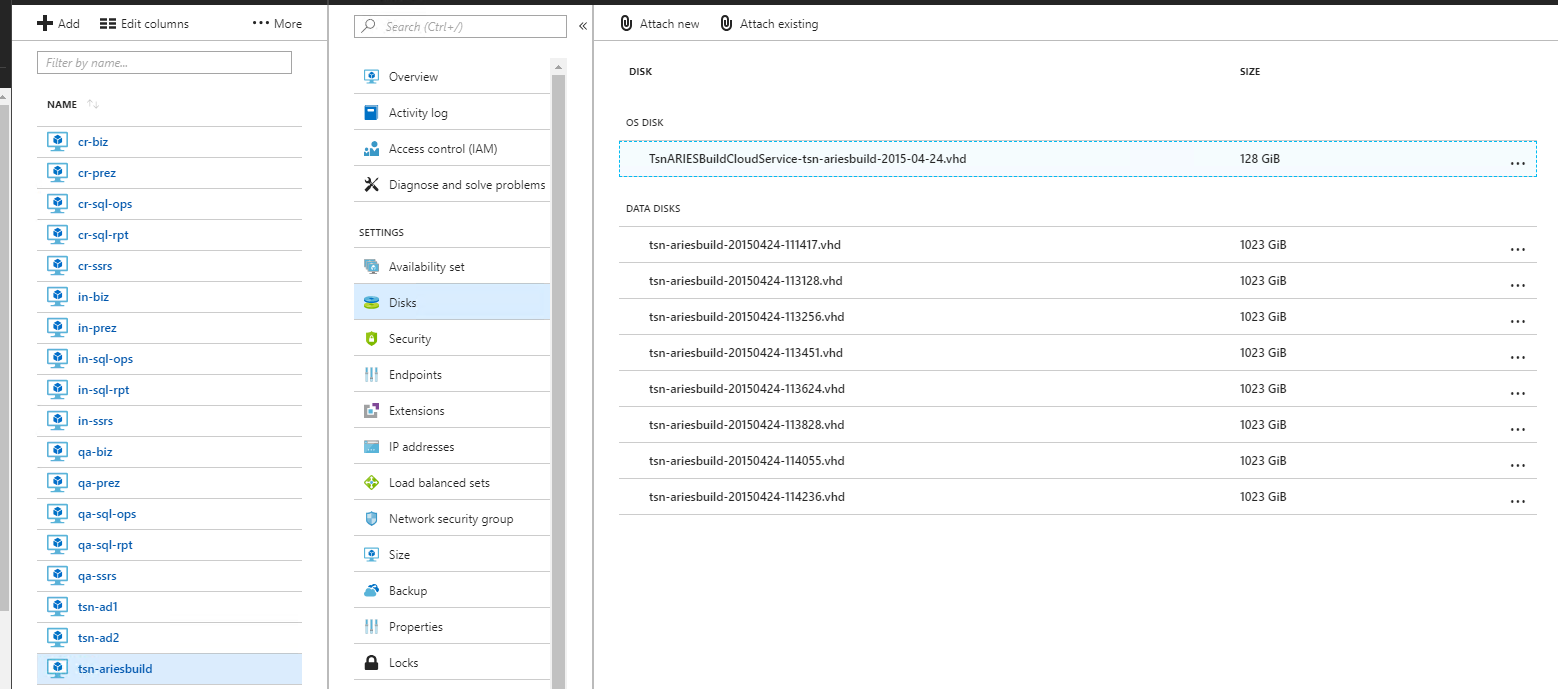 Add Edit columns ••• More
Filter by name...
NAME
cr-biz
cr-prez
cr-sql-ops
cr-sql-rpt
cr-ssrs
in-biz
in-prez
in-sql-ops
in-sql-rpt
in-ssrs
qa-biz
qa-prez
qa-sql-ops
qa-sql-rpt
qa-ssrs
tsn-ad1
tsn-ad2
tsn-ariesbuild
Search (Ctrl+/) «
Overview
Activity log
Access control (IAM)
Diagnose and solve problems
SETTINGS
Availability set
Disks
Security
Endpoints
Extensions
IP addresses
Load balanced sets
Network security group
Size
Backup
Properties
Locks
Attach new Attach existing
DISK SIZE
OS DISK
TsnARIESBuildCloudService-tsn-ariesbuild-2015-04-24.vhd 128 GiB ...
DATA DISKS
tsn-ariesbuild-20150424-111417.vhd 1023 GiB ...
tsn-ariesbuild-20150424-113128.vhd 1023 GiB ...
tsn-ariesbuild-20150424-113256.vhd 1023 GiB ...
tsn-ariesbuild-20150424-113451.vhd 1023 GiB ...
tsn-ariesbuild-20150424-113624.vhd 1023 GiB ...
tsn-ariesbuild-20150424-113828.vhd 1023 GiB ...
tsn-ariesbuild-20150424-114055.vhd 1023 GiB ...
tsn-ariesbuild-20150424-114236.vhd 1023 GiB ...